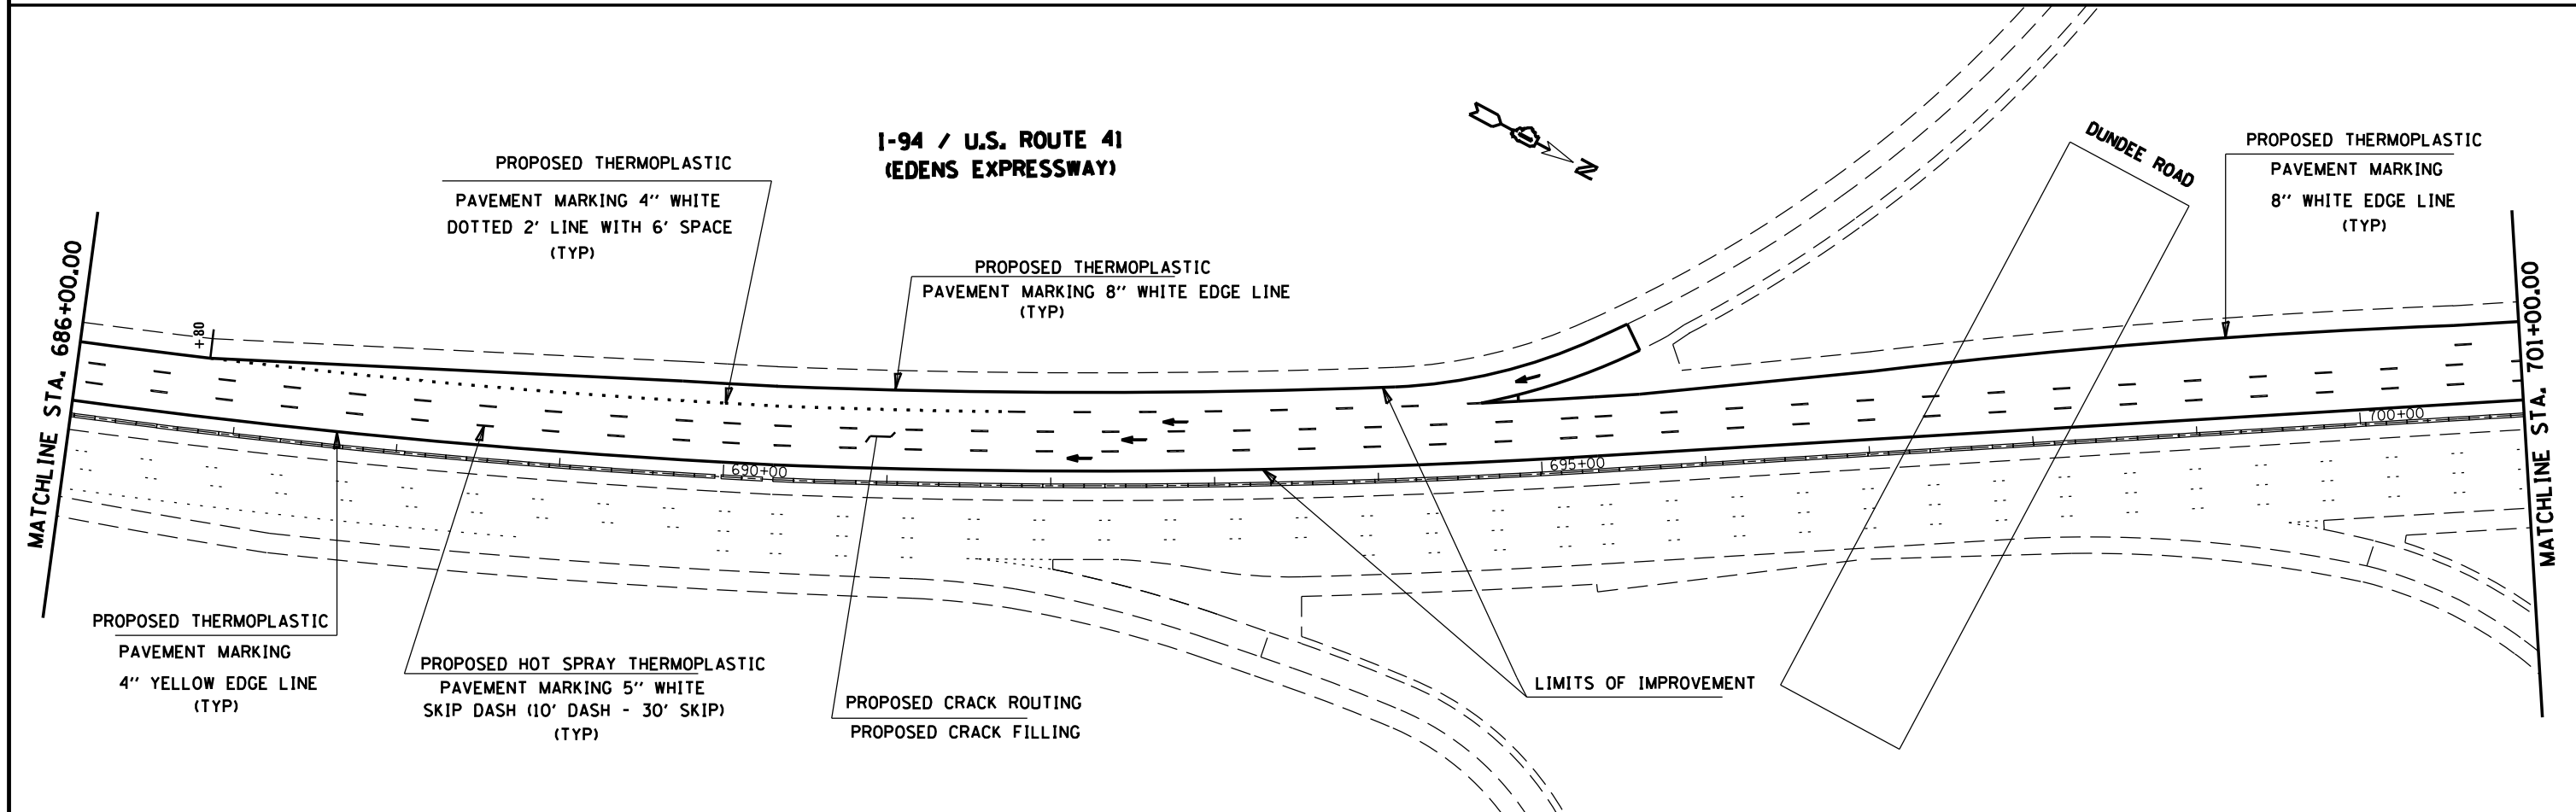 I-94 / U.S. ROUTE 41
(EDENS EXPRESSWAY)
PROPOSED THERMOPLASTIC
PAVEMENT MARKING 4'' WHITE
DOTTED 2' LINE WITH 6' SPACE
(TYP)
PROPOSED THERMOPLASTIC
PAVEMENT MARKING 8'' WHITE EDGE LINE
(TYP)
N
DUNDEE ROAD
PROPOSED THERMOPLASTIC
PAVEMENT MARKING
8'' WHITE EDGE LINE
(TYP)
MATCHLINE STA. 686+00.00
+80
690+00
695+00
700+00
MATCHLINE STA. 701+00.00
PROPOSED THERMOPLASTIC
PAVEMENT MARKING
4'' YELLOW EDGE LINE
(TYP)
PROPOSED HOT SPRAY THERMOPLASTIC
PAVEMENT MARKING 5'' WHITE
SKIP DASH (10' DASH - 30' SKIP)
(TYP)
PROPOSED CRACK ROUTING
PROPOSED CRACK FILLING
LIMITS OF IMPROVEMENT